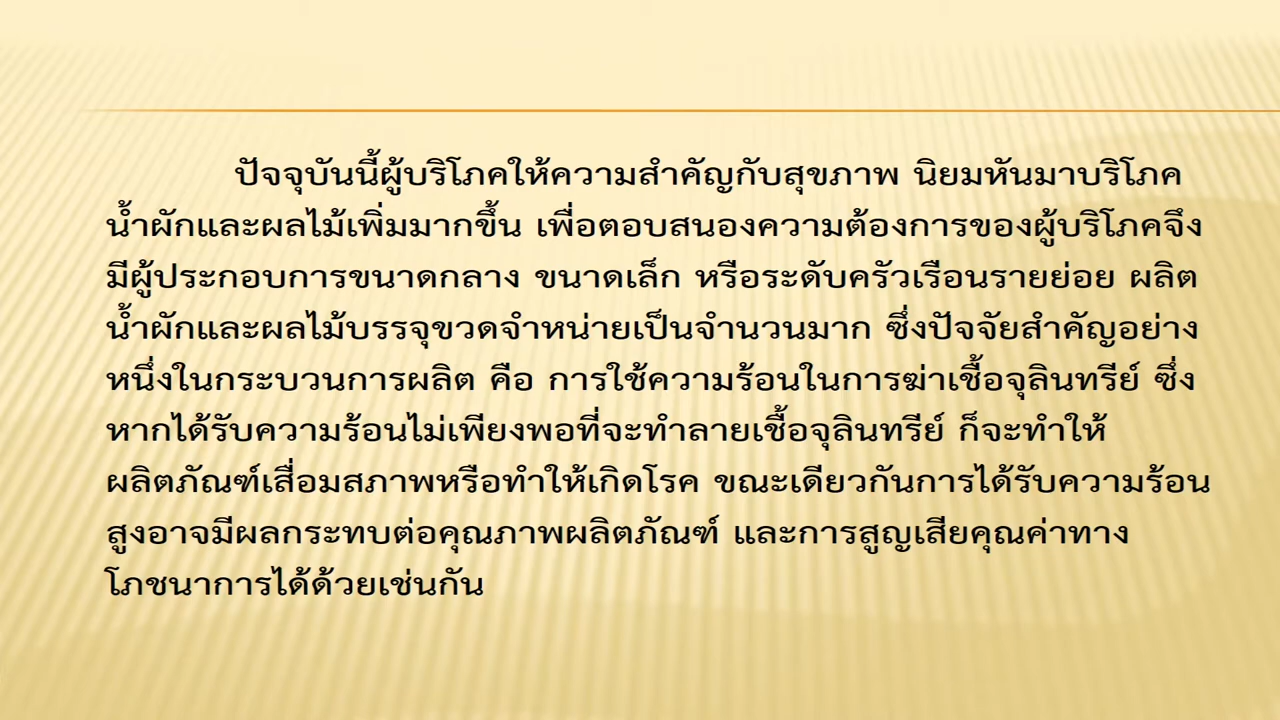 ปัจจุบันนี้ผู้บริโภคให้ความสำคัญกับสุขภาพ นิยมหันมาบริโภค
น้ำผักและผลไม้เพิ่มมากขึ้น เพื่อตอบสนองความต้องการของผู้บริโภคจึง
มีผู้ประกอบการขนาดกลาง ขนาดเล็ก หรือระดับครัวเรือนรายย่อย ผลิต
น้ำผักและผลไม้บรรจุขวดจำหน่ายเป็นจำนวนมาก ซึ่งปัจจัยสำคัญอย่าง
หนึ่งในกระบวนการผลิต คือ การใช้ความร้อนในการฆ่าเชื้อจุลินทรีย์ ซึ่ง
หากได้รับความร้อนไม่เพียงพอที่จะทำลายเชื้อจุลินทรีย์ ก็จะทำให้
ผลิตภัณฑ์เสื่อมสภาพหรือทำให้เกิดโรค ขณะเดียวกันการได้รับความร้อน
สูงอาจมีผลกระทบต่อคุณภาพผลิตภัณฑ์ และการสูญเสียคุณค่าทาง
โภชนาการได้ด้วยเช่นกัน